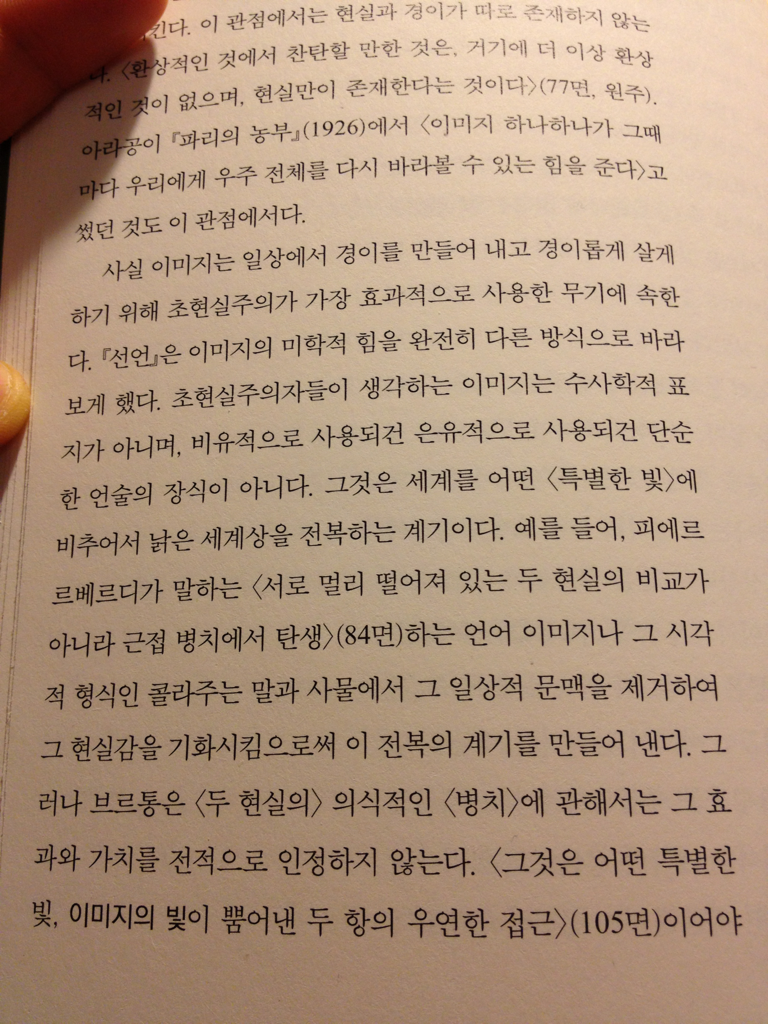 킨다. 이 관점에서는 현실과 경이가 따로 존재하지 않는
다. 〈환상적인 것에서 찬탄할 만한 것은, 거기에 더 이상 환상
적인 것이 없으며, 현실만이 존재한다는 것이다〉(77면, 원주).
아라공이 『파리의 농부』(1926)에서 〈이미지 하나하나가 그때
마다 우리에게 우주 전체를 다시 바라볼 수 있는 힘을 준다〉고
썼던 것도 이 관점에서다.
사실 이미지는 일상에서 경이를 만들어 내고 경이롭게 살게
하기 위해 초현실주의가 가장 효과적으로 사용한 무기에 속한
다. 『선언』은 이미지의 미학적 힘을 완전히 다른 방식으로 바라
보게 했다. 초현실주의자들이 생각하는 이미지는 수사학적 표
지가 아니며, 비유적으로 사용되건 은유적으로 사용되건 단순
한 언술의 장식이 아니다. 그것은 세계를 어떤 〈특별한 빛〉에
비추어서 낡은 세계상을 전복하는 계기이다. 예를 들어, 피에르
르베르디가 말하는 〈서로 멀리 떨어져 있는 두 현실의 비교가
아니라 근접 병치에서 탄생〉(84면)하는 언어 이미지나 그 시각
적 형식인 콜라주는 말과 사물에서 그 일상적 문맥을 제거하여
그 현실감을 기화시킴으로써 이 전복의 계기를 만들어 낸다. 그
러나 브르통은 〈두 현실의〉 의식적인 〈병치〉에 관해서는 그 효
과와 가치를 전적으로 인정하지 않는다. 〈그것은 어떤 특별한
빛, 이미지의 빛이 뿜어낸 두 항의 우연한 접근〉(105면)이어야